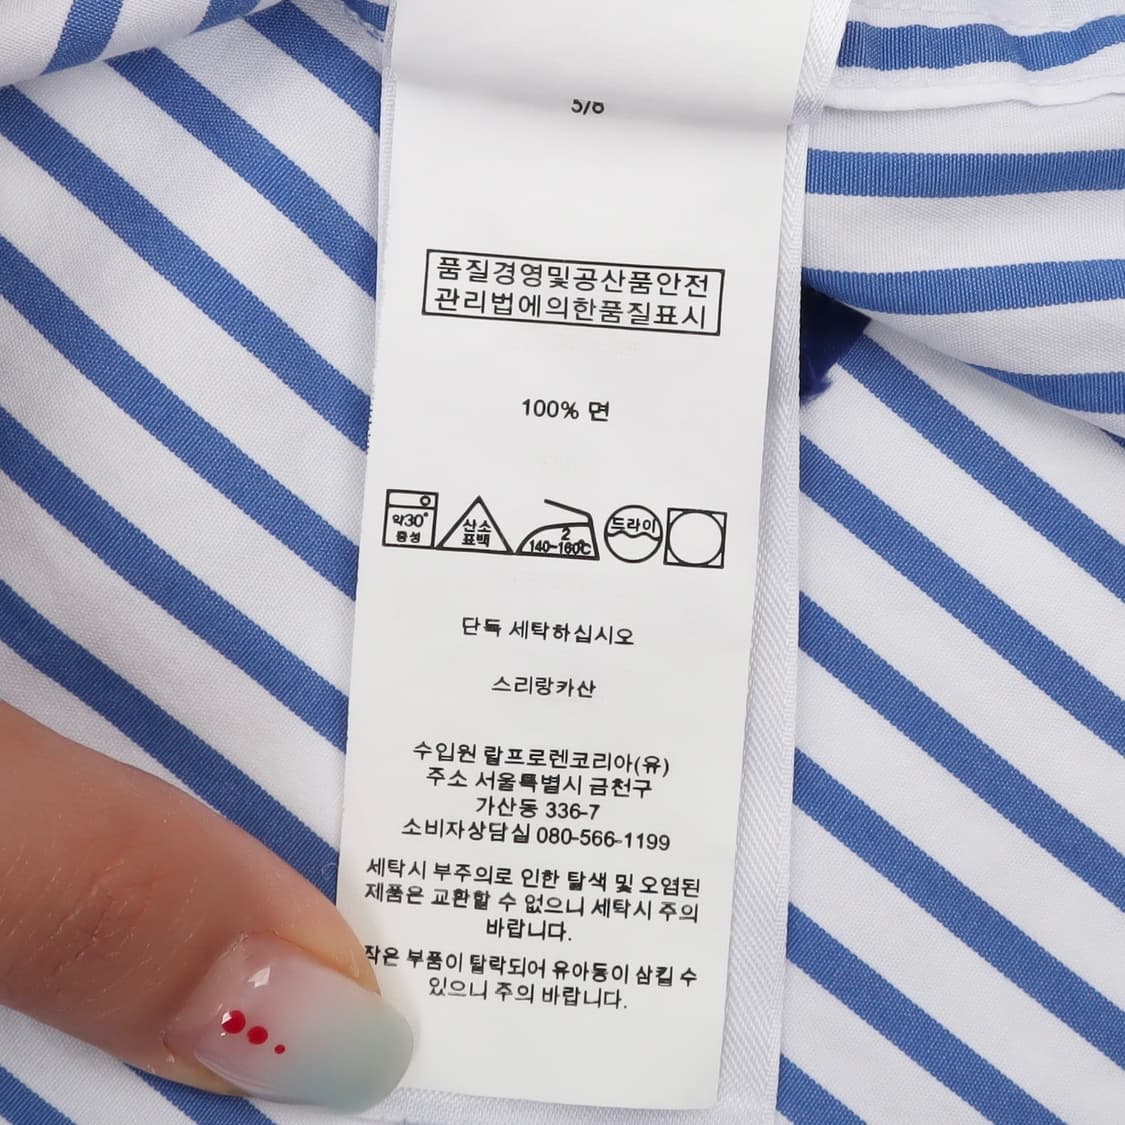 5/6
품질경영및공산품안전
관리법에의한품질표시
100% 면
약30°
중성
산소
표백
2
140~160℃
드라이
단독 세탁하십시오
스리랑카산
수입원 랄프로렌코리아(유)
주소 서울특별시 금천구
가산동 336-7
소비자상담실 080-566-1199
세탁시 부주의로 인한 탈색 및 오염된
제품은 교환할 수 없으니 세탁시 주의
바랍니다.
작은 부품이 탈락되어 유아동이 삼킬 수
있으니 주의 바랍니다.